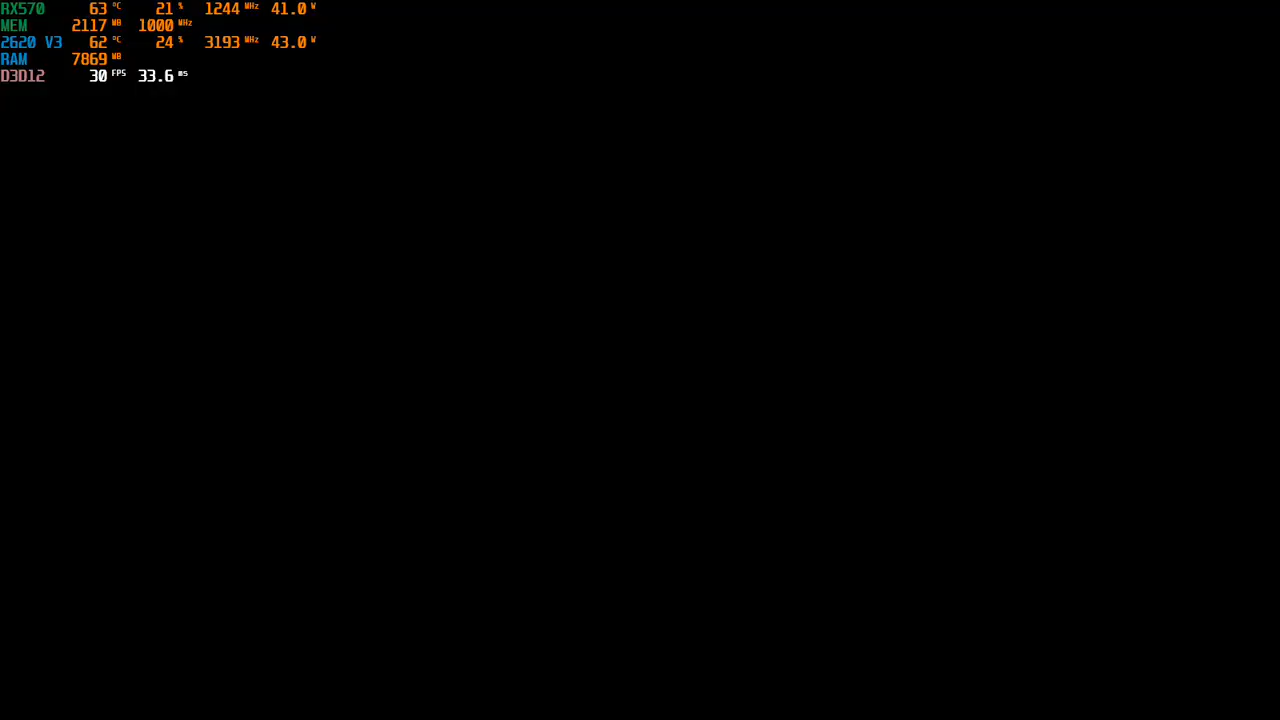 RX570 63 °C 21 % 1244 MHz 41.0 W
MEM 2117 MB 1000 MHz
2620 V3 62 °C 24 % 3193 MHz 43.0 W
RAM 7869 MB
D3D12 30 FPS 33.6 ms